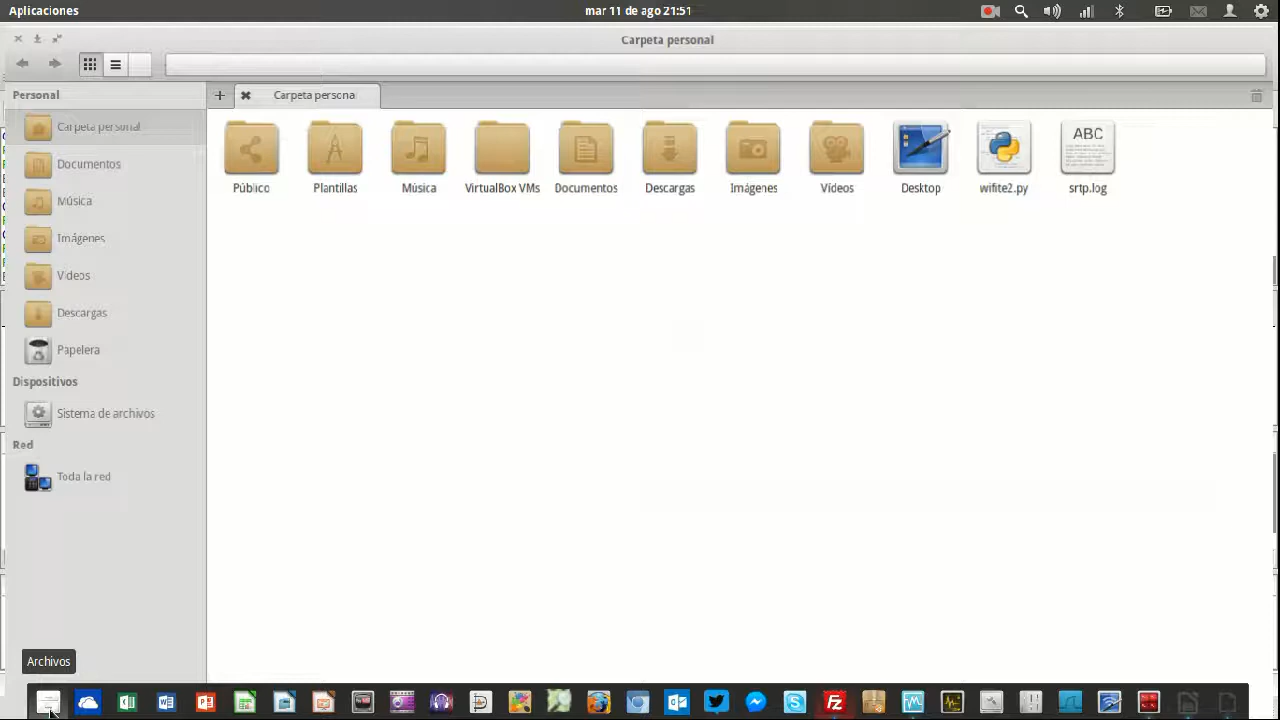 Aplicaciones
mar 11 de ago 21:51
Carpeta personal
Personal
Carpeta persona
Carpeta personal
Documentos
Música
Imágenes
Vídeos
Descargas
Papelera
Dispositivos
Sistema de archivos
Red
Toda la red
Público
Plantillas
Música
VirtualBox VMs
Documentos
Descargas
Imágenes
Vídeos
Desktop
wifite2.py
ABC
srtp.log
Archivos